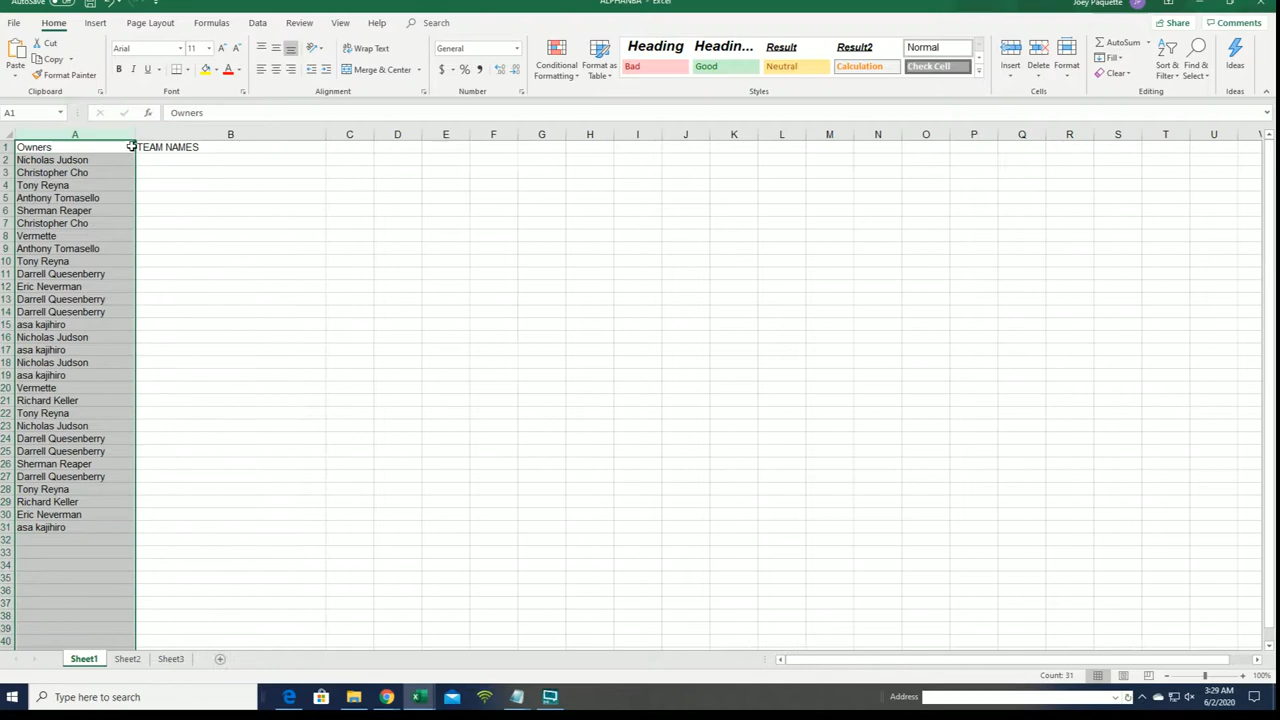 AutoSave Off ALPHANBA - Excel Joey Paquette JP
File Home Insert Page Layout Formulas Data Review View Help Search Share Comments
Paste Cut Copy Format Painter Clipboard
Arial 11 A A B I U A Font
Wrap Text Merge & Center Alignment
General $ % Number
Conditional Formatting Format as Table
Heading Headin... Result Result2 Normal
Bad Good Neutral Calculation Check Cell
Styles
Insert Delete Format Cells
AutoSum Fill Clear Sort & Filter Find & Select Editing
Ideas Ideas
A1 fx Owners
A B C D E F G H I J K L M N O P Q R S T U
1 Owners TEAM NAMES
2 Nicholas Judson
3 Christopher Cho
4 Tony Reyna
5 Anthony Tomasello
6 Sherman Reaper
7 Christopher Cho
8 Vermette
9 Anthony Tomasello
10 Tony Reyna
11 Darrell Quesenberry
12 Eric Neverman
13 Darrell Quesenberry
14 Darrell Quesenberry
15 asa kajihiro
16 Nicholas Judson
17 asa kajihiro
18 Nicholas Judson
19 asa kajihiro
20 Vermette
21 Richard Keller
22 Tony Reyna
23 Nicholas Judson
24 Darrell Quesenberry
25 Darrell Quesenberry
26 Sherman Reaper
27 Darrell Quesenberry
28 Tony Reyna
29 Richard Keller
30 Eric Neverman
31 asa kajihiro
32
33
34
35
36
37
38
39
40
Sheet1 Sheet2 Sheet3
Count: 31 100%
Type here to search Address 3:29 AM
6/2/2020